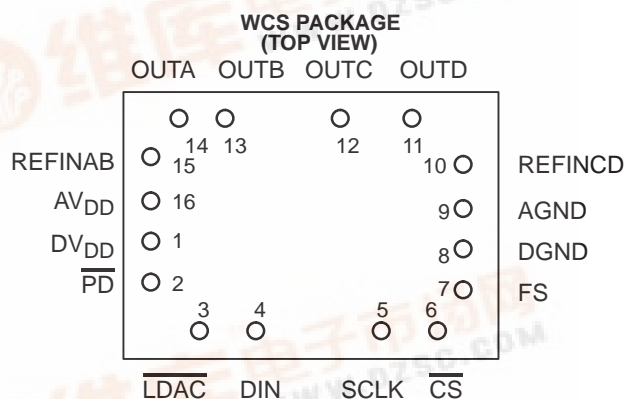 WCS PACKAGE
(TOP VIEW)
OUTA OUTB OUTC OUTD
14 13 12 11
REFINAB 15 10 REFINCD
AVDD 16 9 AGND
DVDD 1 8 DGND
PD 2 7 FS
3 4 5 6
LDAC DIN SCLK CS